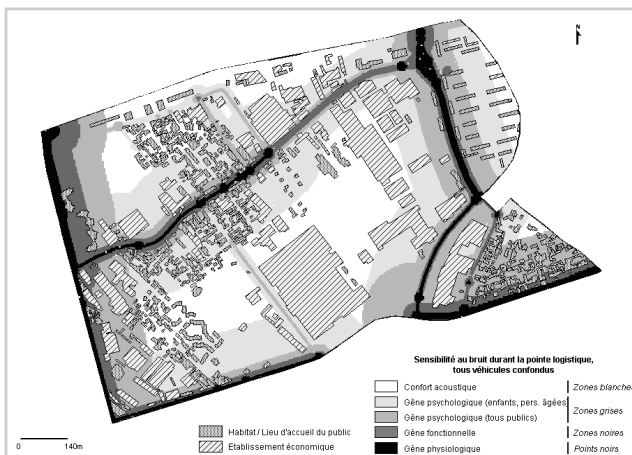 N
Sensibilité au bruit durant la pointe logistique,
tous véhicules confondus
Confort acoustique
Zones blanches
Gêne psychologique (enfants, pers. âgées)
Gêne psychologique (tous publics)
Zones grises
Gêne fonctionnelle
Zones noires
Gêne physiologique
Points noirs
Habitat / Lieu d'accueil du public
Etablissement économique
0 140m